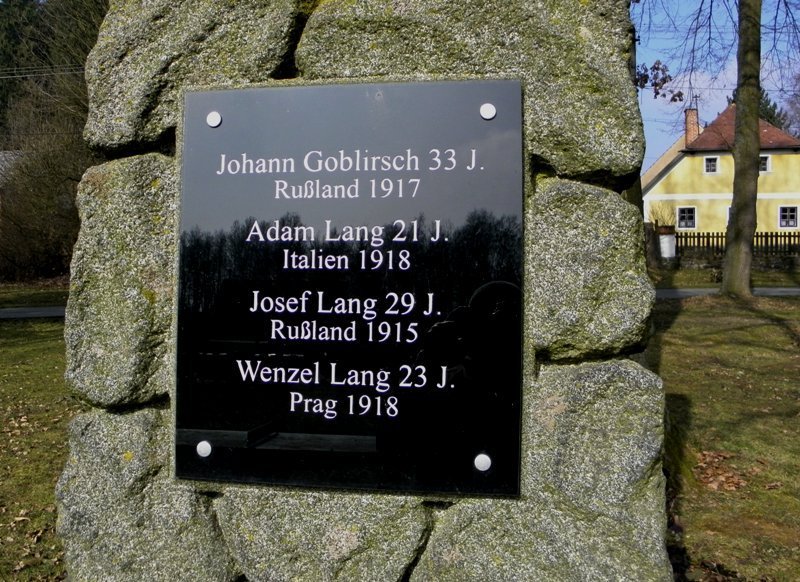 Johann Goblirsch 33 J.
Rußland 1917
Adam Lang 21 J.
Italien 1918
Josef Lang 29 J.
Rußland 1915
Wenzel Lang 23 J.
Prag 1918